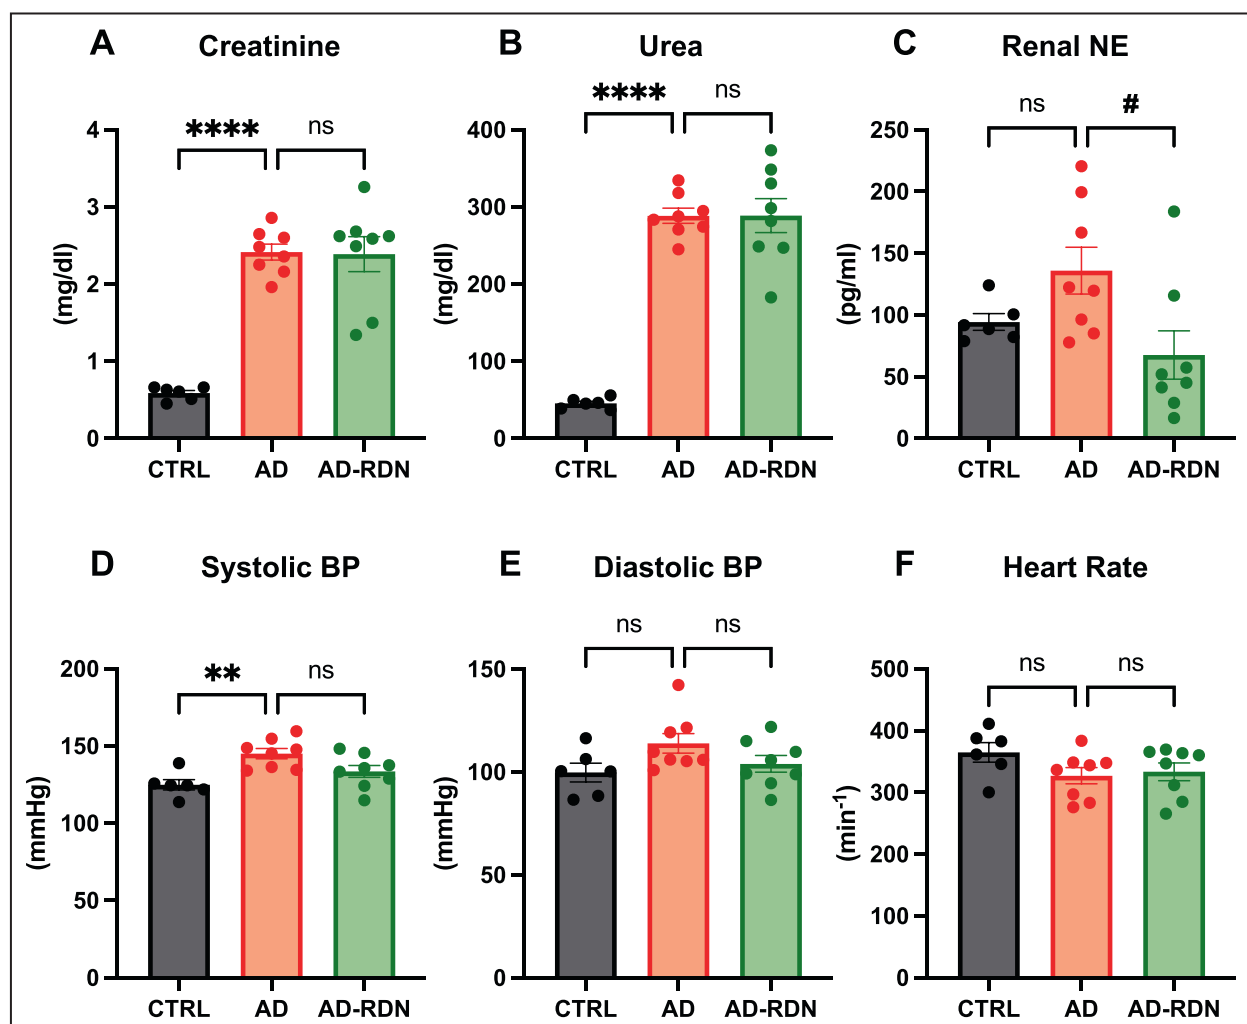 A Creatinine
**** ns
(mg/dl)
4
3
2
1
0
CTRL AD AD-RDN
B Urea
**** ns
(mg/dl)
400
300
200
100
0
CTRL AD AD-RDN
C Renal NE
ns #
(pg/ml)
250
200
150
100
50
0
CTRL AD AD-RDN
D Systolic BP
** ns
(mmHg)
200
150
100
50
0
CTRL AD AD-RDN
E Diastolic BP
ns ns
(mmHg)
150
100
50
0
CTRL AD AD-RDN
F Heart Rate
ns ns
(min⁻¹)
500
400
300
200
100
0
CTRL AD AD-RDN